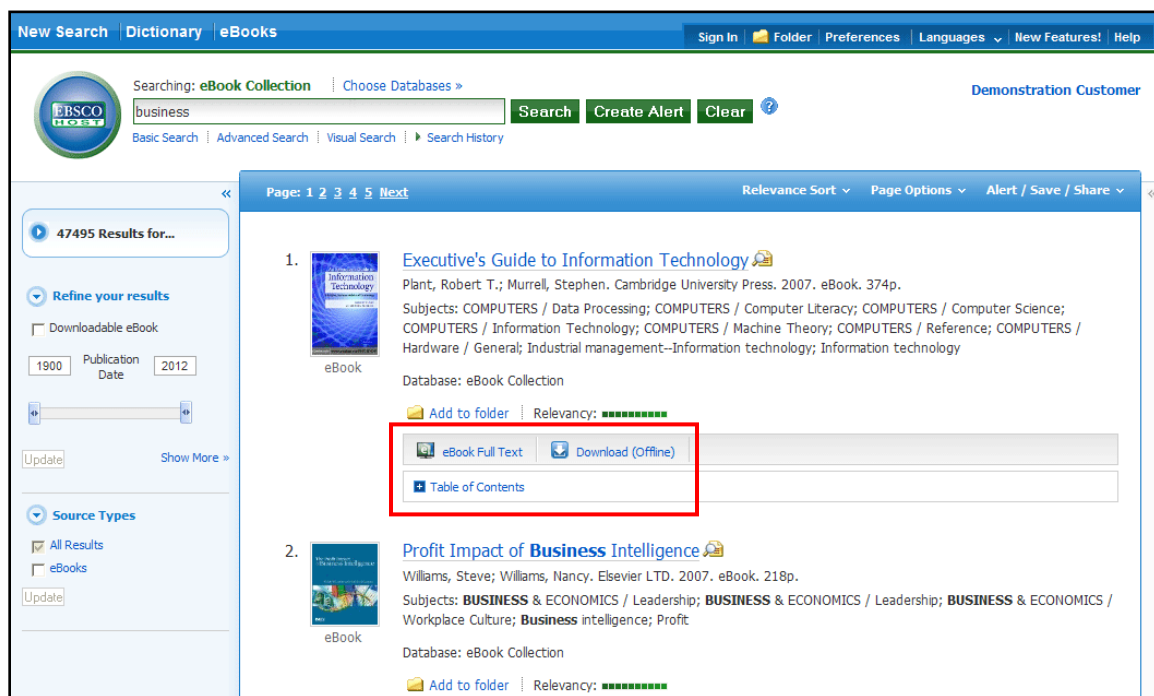 New Search Dictionary eBooks
Sign In Folder Preferences Languages New Features! Help
Searching: eBook Collection Choose Databases »
Demonstration Customer
EBSCO
HOST
business Search Create Alert Clear ?
Basic Search Advanced Search Visual Search Search History
«
Page: 1 2 3 4 5 Next
Relevance Sort Page Options Alert / Save / Share
«
47495 Results for...
Refine your results
Downloadable eBook
1900 Publication Date 2012
Update Show More »
Source Types
All Results
eBooks
Update
1.
Information
Technology
eBook
Executive's Guide to Information Technology
Plant, Robert T.; Murrell, Stephen. Cambridge University Press. 2007. eBook. 374p.
Subjects: COMPUTERS / Data Processing; COMPUTERS / Computer Literacy; COMPUTERS / Computer Science;
COMPUTERS / Information Technology; COMPUTERS / Machine Theory; COMPUTERS / Reference; COMPUTERS /
Hardware / General; Industrial management--Information technology; Information technology
Database: eBook Collection
Add to folder Relevancy:
eBook Full Text Download (Offline)
Table of Contents
2.
eBook
Profit Impact of Business Intelligence
Williams, Steve; Williams, Nancy. Elsevier LTD. 2007. eBook. 218p.
Subjects: BUSINESS & ECONOMICS / Leadership; BUSINESS & ECONOMICS / Leadership; BUSINESS & ECONOMICS /
Workplace Culture; Business intelligence; Profit
Database: eBook Collection
Add to folder Relevancy: